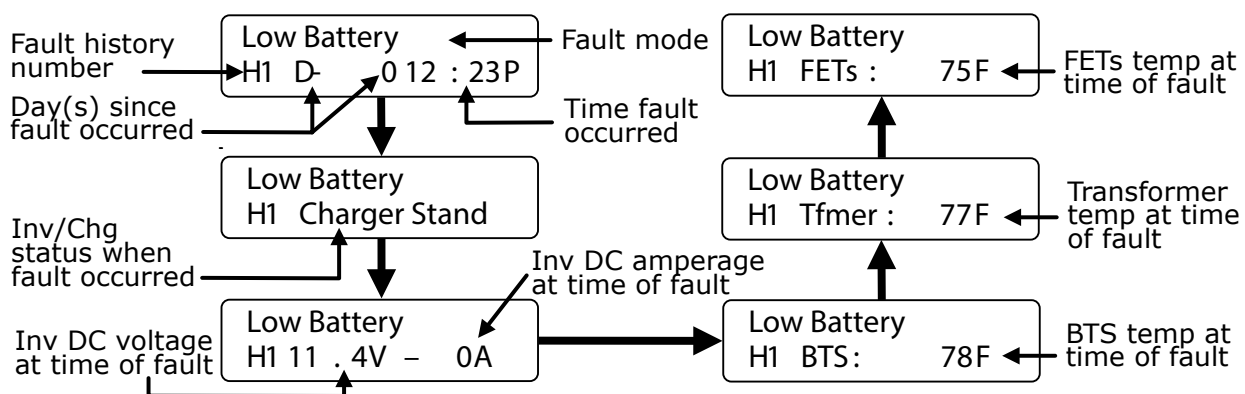 Fault history
number
Low Battery
H1 D- 0 12 : 23P
Fault mode
Day(s) since
fault occurred
Time fault
occurred
Low Battery
H1 Charger Stand
Inv/Chg
status when
fault occurred
Low Battery
H1 11 . 4V – 0A
Inv DC amperage
at time of fault
Inv DC voltage
at time of fault
Low Battery
H1 BTS: 78F
BTS temp at
time of fault
Low Battery
H1 Tfmer : 77F
Transformer
temp at time
of fault
Low Battery
H1 FETs : 75F
FETs temp at
time of fault